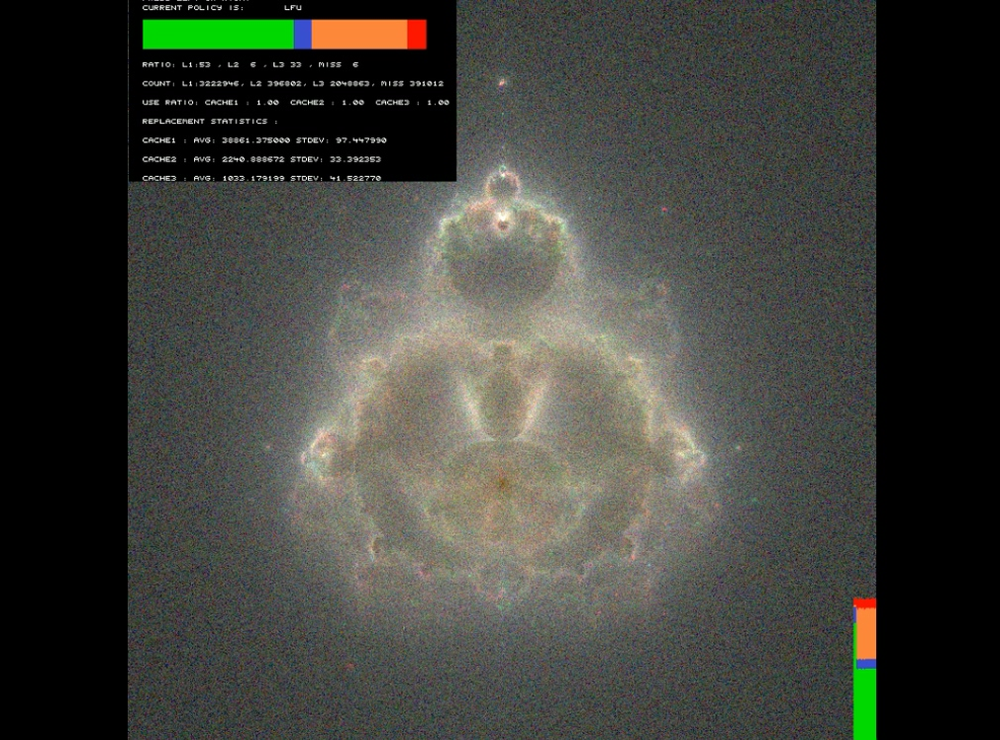 CURRENT POLICY IS: LFU
RATIO: L1:53 , L2 6 , L3 33 , MISS 6
COUNT: L1:3222946, L2 396802, L3 2048863, MISS 391012
USE RATIO: CACHE1 : 1.00 CACHE2 : 1.00 CACHE3 : 1.00
REPLACEMENT STATISTICS :
CACHE1 : AVG: 38861.375000 STDEV: 97.447990
CACHE2 : AVG: 2240.888672 STDEV: 33.392353
CACHE3 : AVG: 1033.179199 STDEV: 41.522770